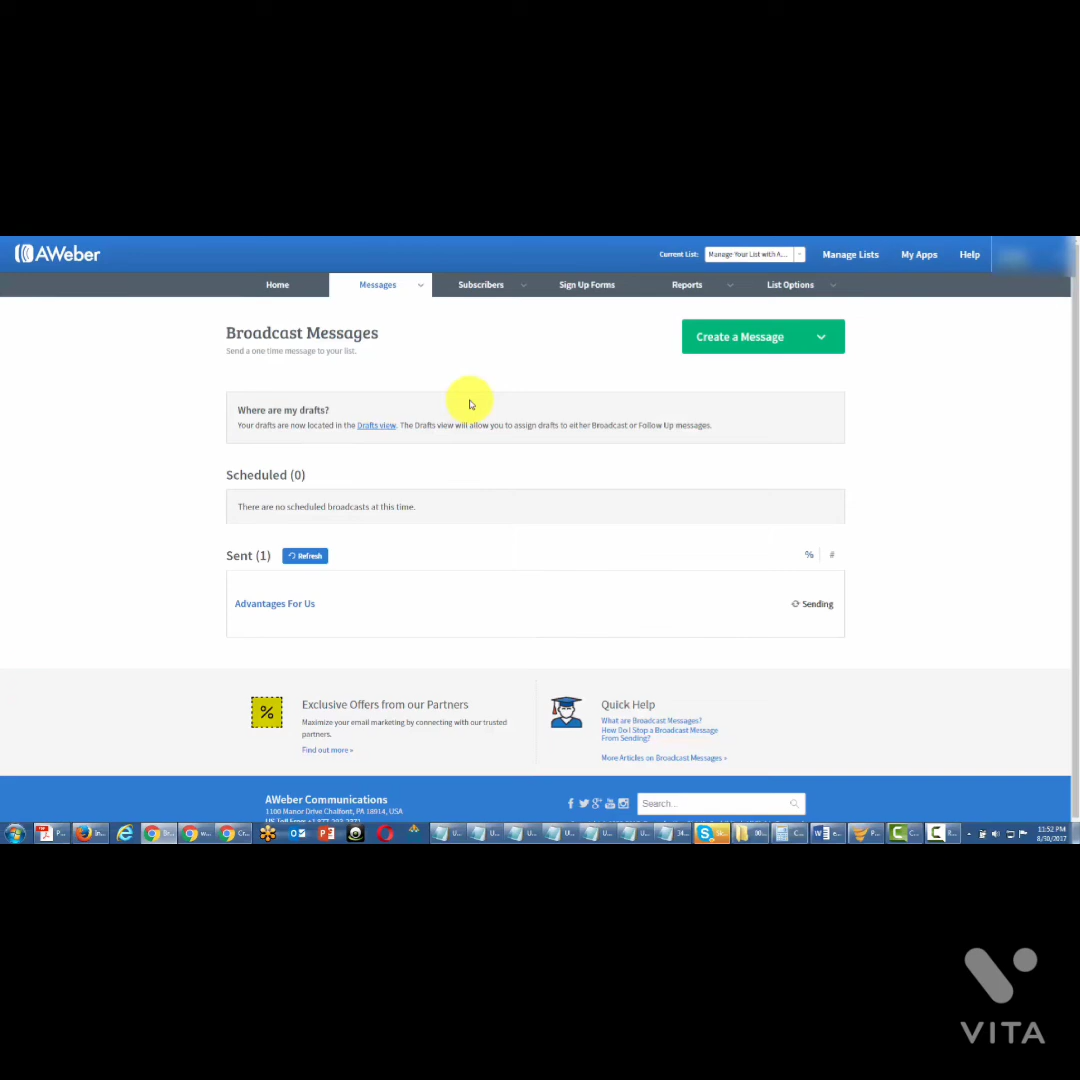 AWeber
Current List: Manage Your List with A... Manage Lists My Apps Help
Home Messages Subscribers Sign Up Forms Reports List Options
Broadcast Messages
Create a Message
Send a one time message to your list.
Where are my drafts?
Your drafts are now located in the Drafts view. The Drafts view will allow you to assign drafts to either Broadcast or Follow Up messages.
Scheduled (0)
There are no scheduled broadcasts at this time.
Sent (1) Refresh % #
Advantages For Us Sending
%
Exclusive Offers from our Partners
Maximize your email marketing by connecting with our trusted
partners.
Find out more »
Quick Help
What are Broadcast Messages?
How Do I Stop a Broadcast Message
From Sending?
More Articles on Broadcast Messages »
AWeber Communications
1100 Manor Drive Chalfont, PA 18914, USA
Search...
11:52 PM
8/30/2017
VITA